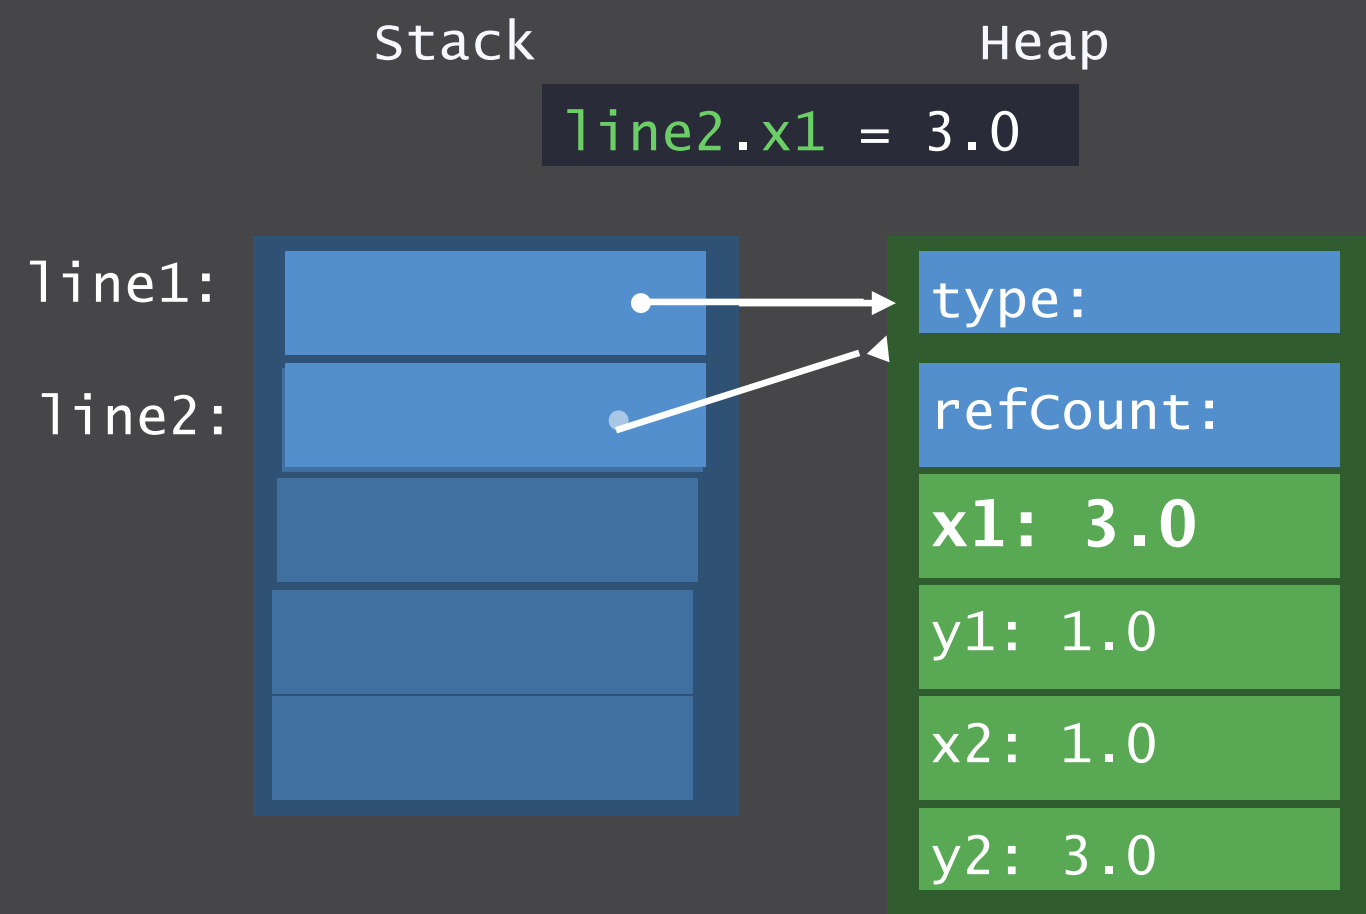 Stack
Heap
line2.x1 = 3.0
line1:
line2:
type:
refCount:
x1: 3.0
y1: 1.0
x2: 1.0
y2: 3.0